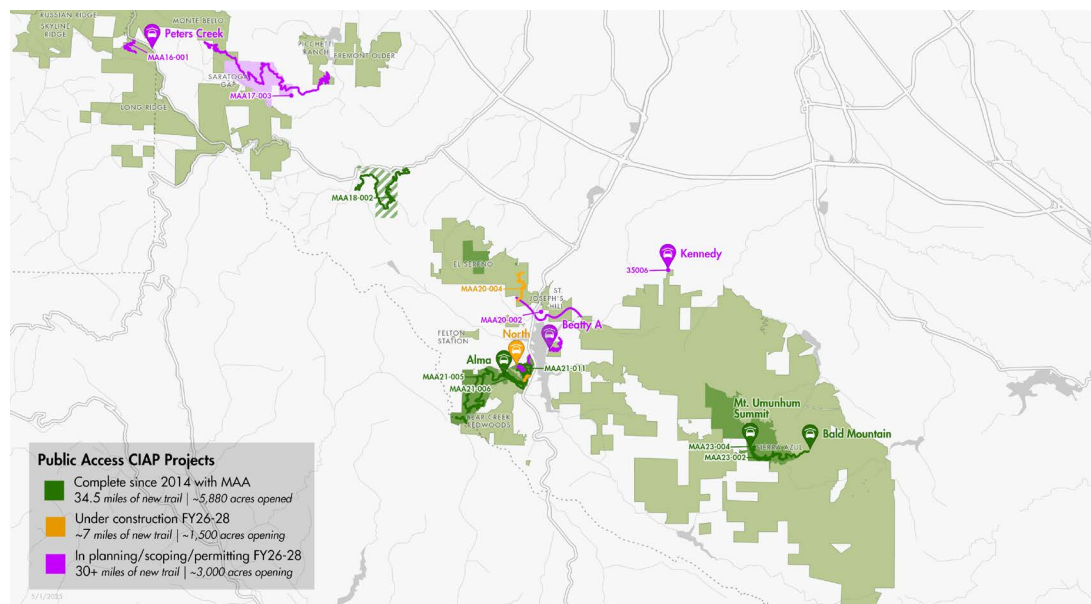 RUSSIAN RIDGE
SKYLINE
RIDGE
MONTE BELLO
Peters Creek
MAA16-001
PICCHETTI
RANCH
FREMONT OLDER
SARATOGA
GAP
MAA17-003
LONG RIDGE
MAA18-002
Kennedy
35006
EL SERENO
MAA20-004
ST.
JOSEPH'S
HILL
MAA20-002
Beatty A
FELTON
STATION
North
Alma
MAA21-011
MAA21-005
MAA21-006
BEAR CREEK
REDWOODS
Mt. Umunhum
Summit
Bald Mountain
MAA23-004
SIERRA AZUL
MAA23-002
Public Access CIAP Projects
Complete since 2014 with MAA
34.5 miles of new trail | ~5,880 acres opened
Under construction FY26-28
~7 miles of new trail | ~1,500 acres opening
In planning/scoping/permitting FY26-28
30+ miles of new trail | ~3,000 acres opening
5/1/2025